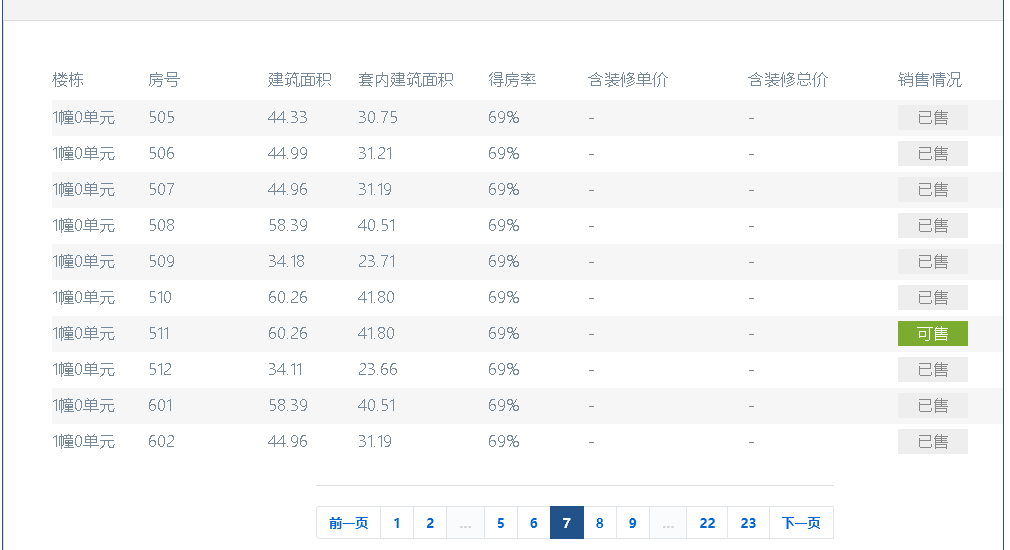 楼栋 房号 建筑面积 套内建筑面积 得房率 含装修单价 含装修总价 销售情况
1幢0单元 505 44.33 30.75 69% - - 已售
1幢0单元 506 44.99 31.21 69% - - 已售
1幢0单元 507 44.96 31.19 69% - - 已售
1幢0单元 508 58.39 40.51 69% - - 已售
1幢0单元 509 34.18 23.71 69% - - 已售
1幢0单元 510 60.26 41.80 69% - - 已售
1幢0单元 511 60.26 41.80 69% - - 可售
1幢0单元 512 34.11 23.66 69% - - 已售
1幢0单元 601 58.39 40.51 69% - - 已售
1幢0单元 602 44.96 31.19 69% - - 已售
前一页 1 2 ... 5 6 7 8 9 ... 22 23 下一页